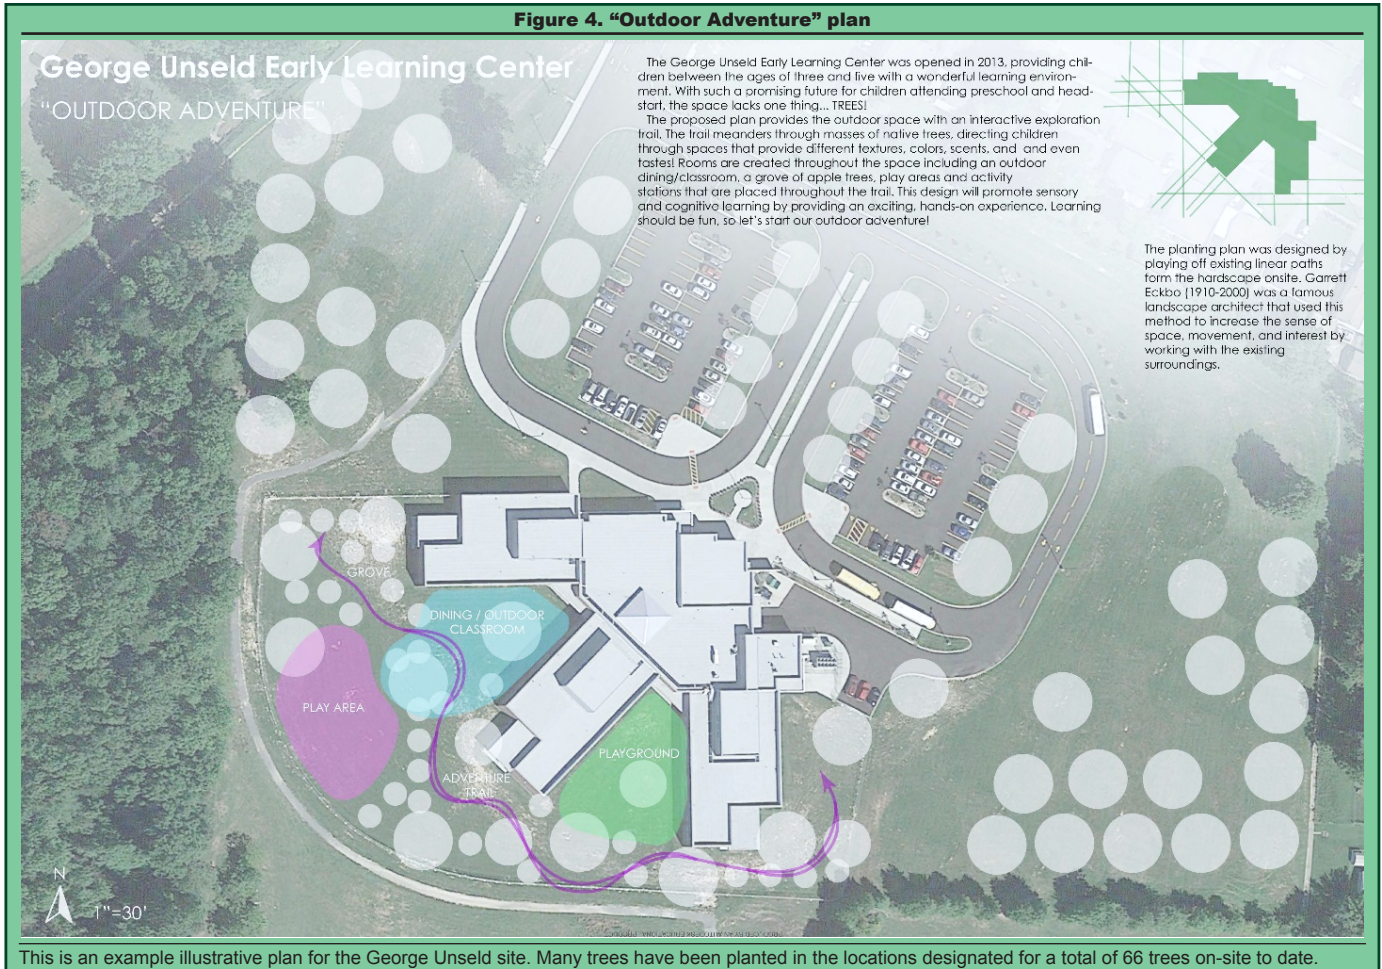 Figure 4. “Outdoor Adventure” plan
George Unseld Early Learning Center
“OUTDOOR ADVENTURE”
The George Unseld Early Learning Center was opened in 2013, providing chil-
dren between the ages of three and five with a wonderful learning environ-
ment. With such a promising future for children attending preschool and head-
start, the space lacks one thing... TREES!
The proposed plan provides the outdoor space with an interactive exploration
trail. The trail meanders through masses of native trees, directing children
through spaces that provide different textures, colors, scents, and and even
tastes! Rooms are created throughout the space including an outdoor
dining/classroom, a grove of apple trees, play areas and activity
stations that are placed throughout the trail. This design will promote sensory
and cognitive learning by providing an exciting, hands-on experience. Learning
should be fun, so let’s start our outdoor adventure!
The planting plan was designed by
playing off existing linear paths
form the hardscape onsite. Garrett
Eckbo (1910-2000) was a famous
landscape architect that used this
method to increase the sense of
space, movement, and interest by
working with the existing
surroundings.
GROVE
DINING / OUTDOOR
CLASSROOM
PLAY AREA
PLAYGROUND
ADVENTURE
TRAIL
N
1"=30'
PRODUCED BY AN AUTODESK EDUCATIONAL PRODUCT
This is an example illustrative plan for the George Unseld site. Many trees have been planted in the locations designated for a total of 66 trees on-site to date.